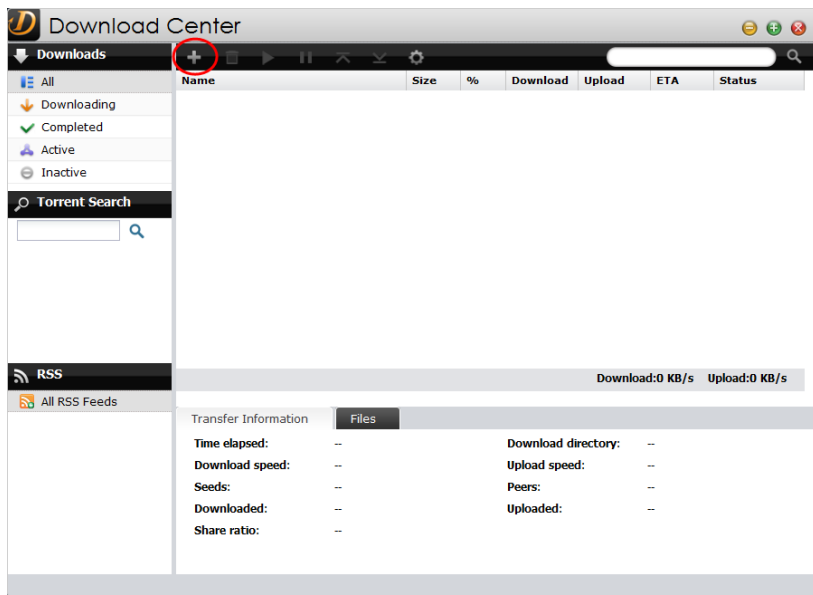 Download Center
Downloads
Name Size % Download Upload ETA Status
All
Downloading
Completed
Active
Inactive
Torrent Search
RSS
Download:0 KB/s Upload:0 KB/s
All RSS Feeds
Transfer Information Files
Time elapsed: -- Download directory: --
Download speed: -- Upload speed: --
Seeds: -- Peers: --
Downloaded: -- Uploaded: --
Share ratio: --